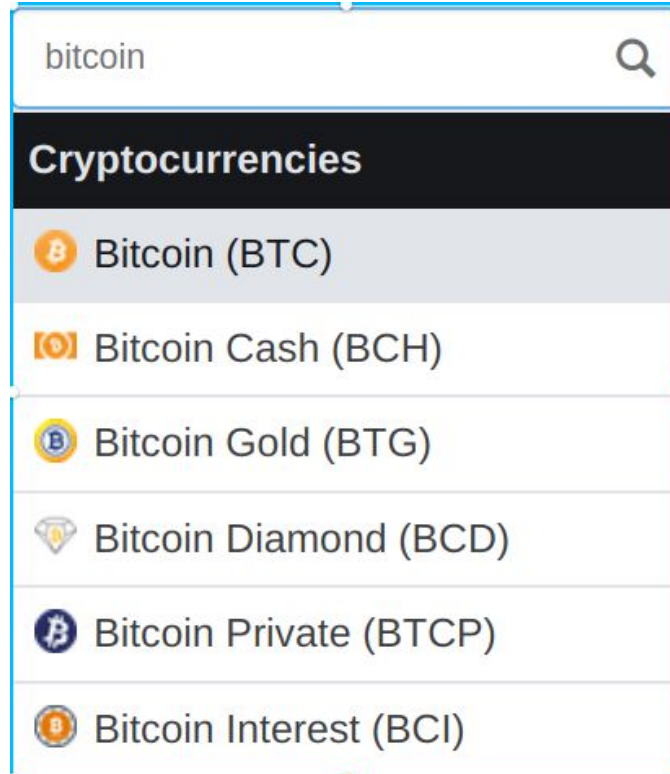 bitcoin
Cryptocurrencies
Bitcoin (BTC)
Bitcoin Cash (BCH)
Bitcoin Gold (BTG)
Bitcoin Diamond (BCD)
Bitcoin Private (BTCP)
Bitcoin Interest (BCI)